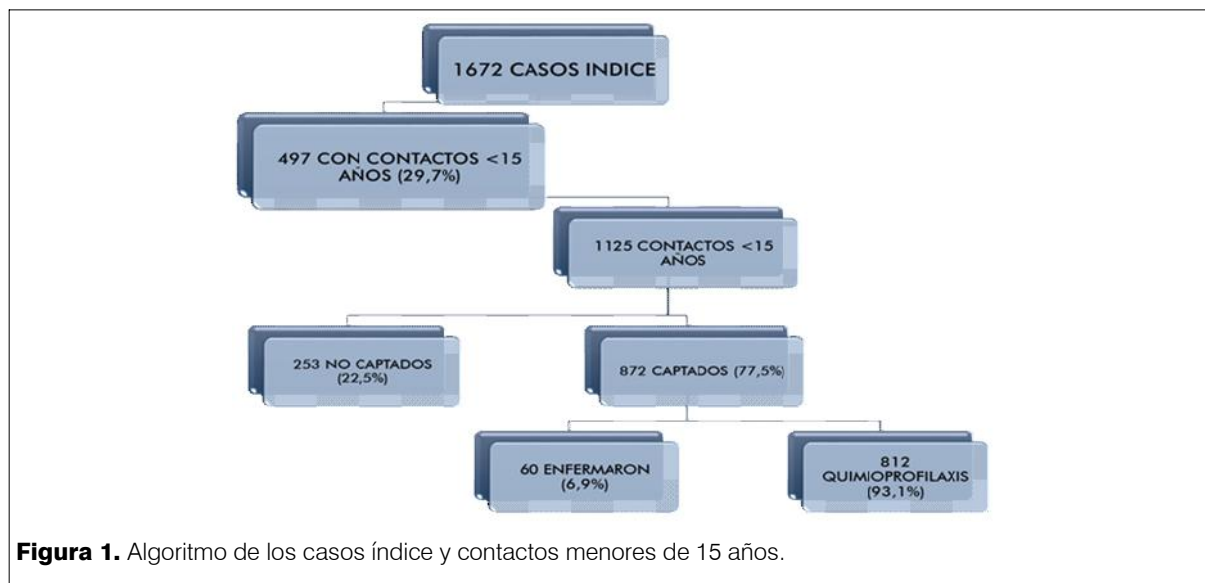 1672 CASOS INDICE
497 CON CONTACTOS <15
AÑOS (29,7%)
1125 CONTACTOS <15
AÑOS
253 NO CAPTADOS
(22,5%)
872 CAPTADOS (77,5%)
60 ENFERMARON
(6,9%)
812
QUIMIOPROFILAXIS
(93,1%)
Figura 1. Algoritmo de los casos índice y contactos menores de 15 años.